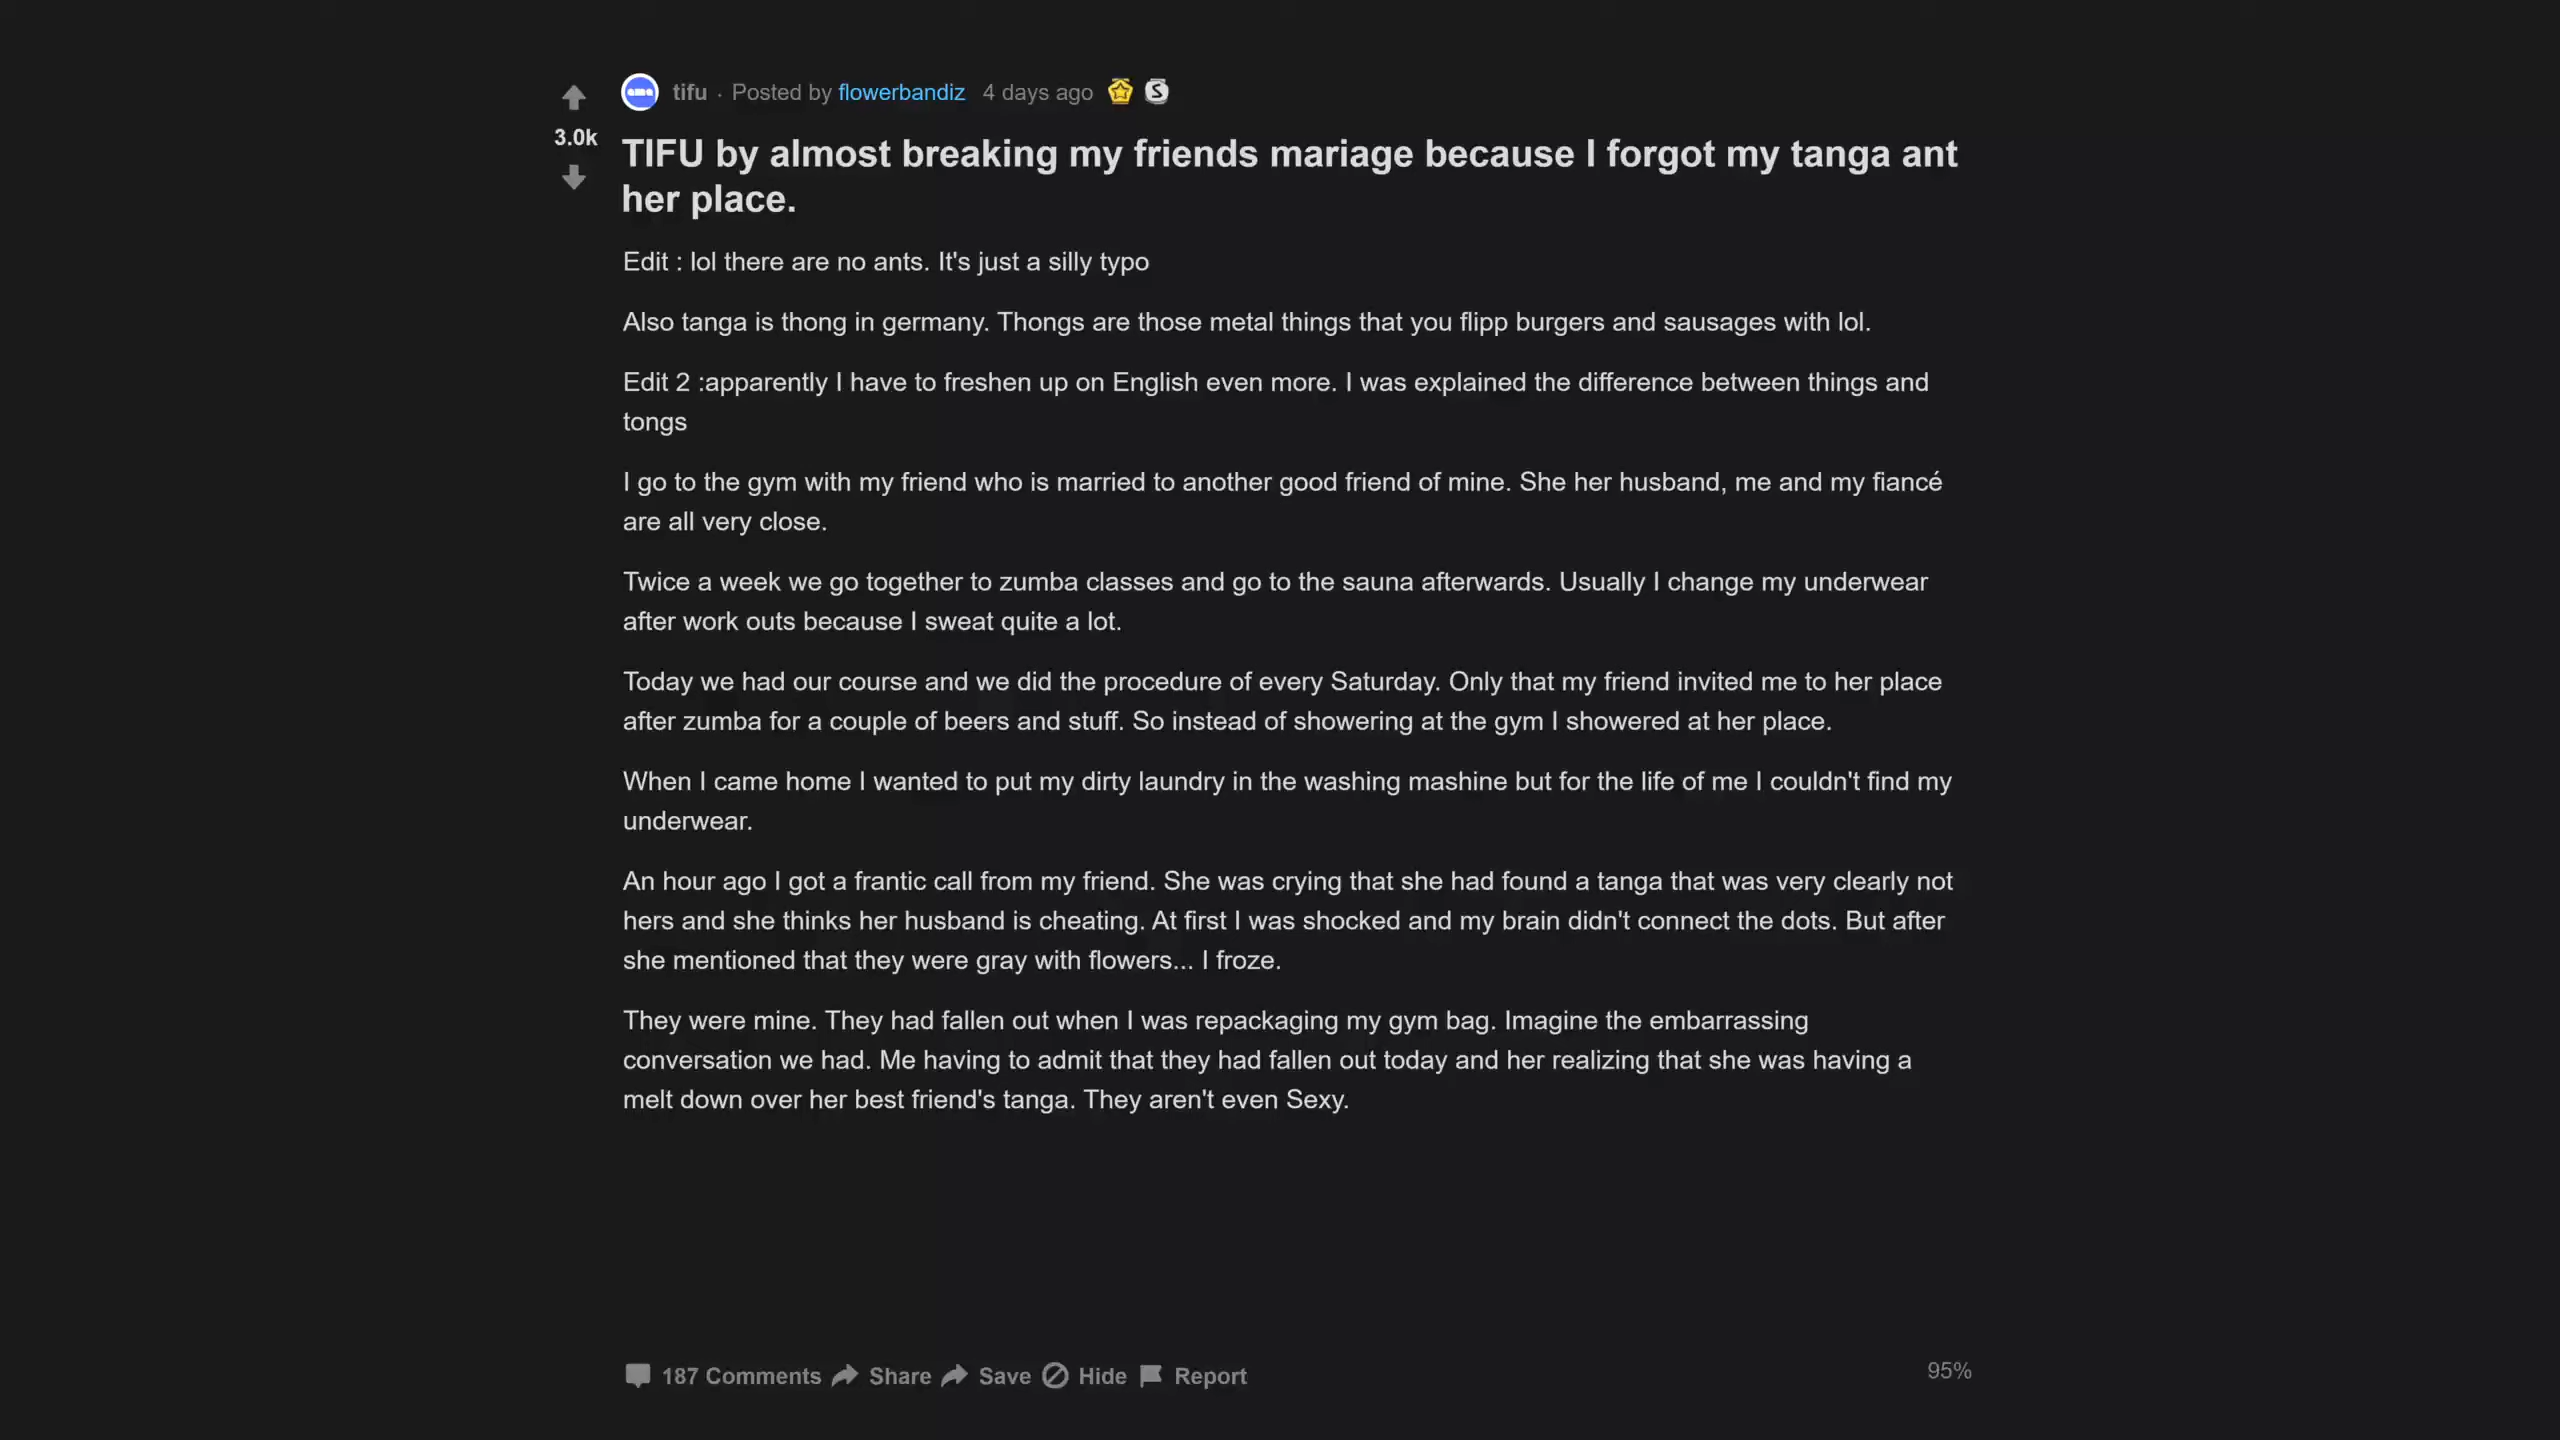 tifu · Posted by flowerbandiz 4 days ago S
3.0k
TIFU by almost breaking my friends mariage because I forgot my tanga ant
her place.
Edit : lol there are no ants. It's just a silly typo
Also tanga is thong in germany. Thongs are those metal things that you flipp burgers and sausages with lol.
Edit 2 :apparently I have to freshen up on English even more. I was explained the difference between things and
tongs
I go to the gym with my friend who is married to another good friend of mine. She her husband, me and my fiancé
are all very close.
Twice a week we go together to zumba classes and go to the sauna afterwards. Usually I change my underwear
after work outs because I sweat quite a lot.
Today we had our course and we did the procedure of every Saturday. Only that my friend invited me to her place
after zumba for a couple of beers and stuff. So instead of showering at the gym I showered at her place.
When I came home I wanted to put my dirty laundry in the washing mashine but for the life of me I couldn't find my
underwear.
An hour ago I got a frantic call from my friend. She was crying that she had found a tanga that was very clearly not
hers and she thinks her husband is cheating. At first I was shocked and my brain didn't connect the dots. But after
she mentioned that they were gray with flowers... I froze.
They were mine. They had fallen out when I was repackaging my gym bag. Imagine the embarrassing
conversation we had. Me having to admit that they had fallen out today and her realizing that she was having a
melt down over her best friend's tanga. They aren't even Sexy.
187 Comments Share Save Hide Report 95%